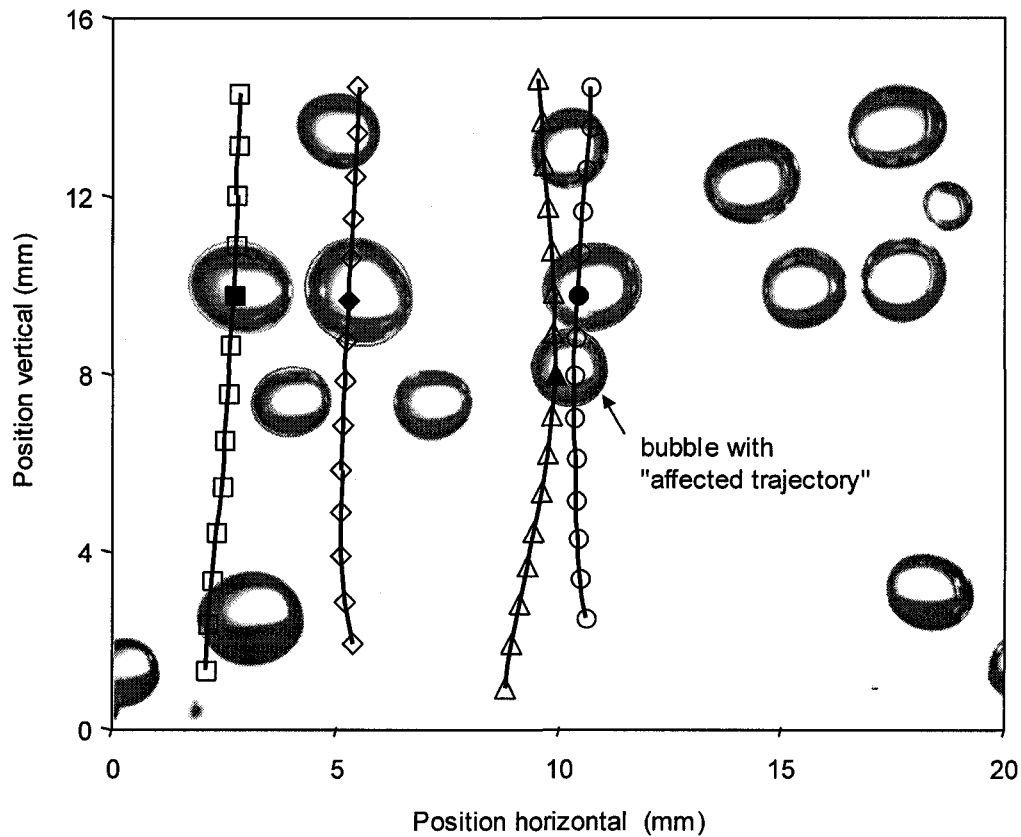 16
12
8
4
0
0 5 10 15 20
Position vertical (mm)
Position horizontal (mm)
bubble with
"affected trajectory"